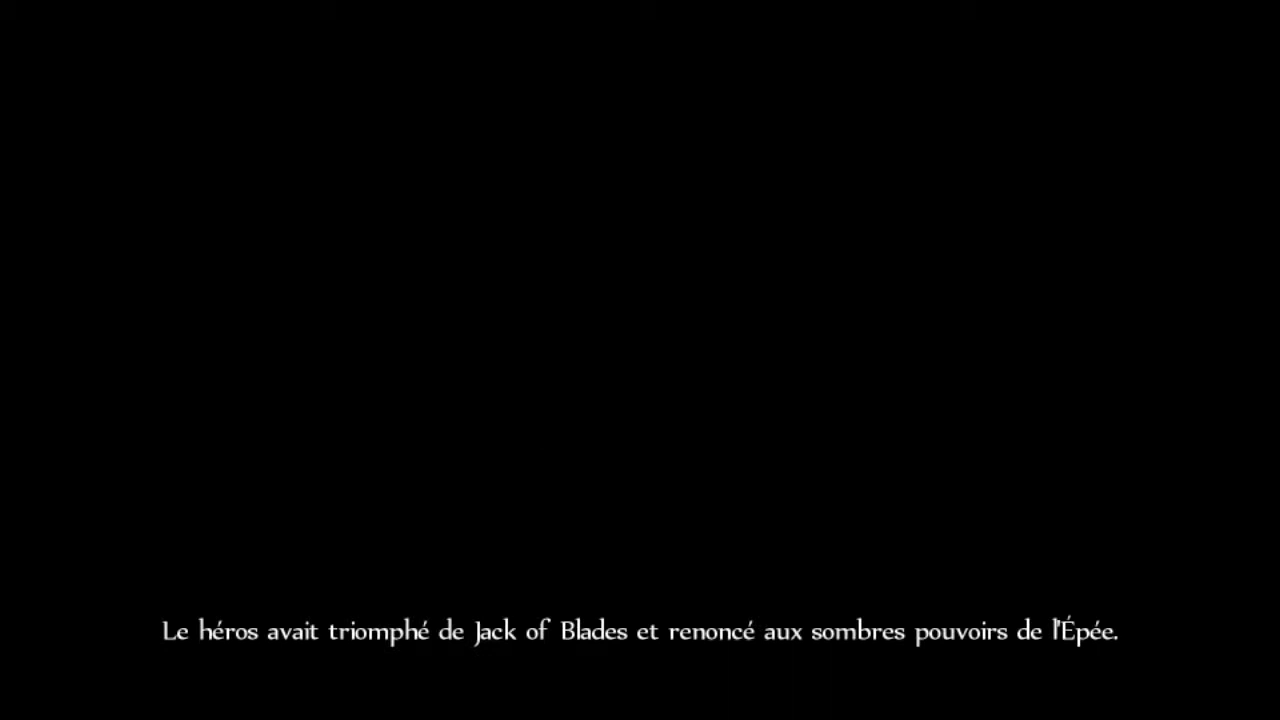 Le héros avait triomphé de Jack of Blades et renoncé aux sombres pouvoirs de l'Épée.